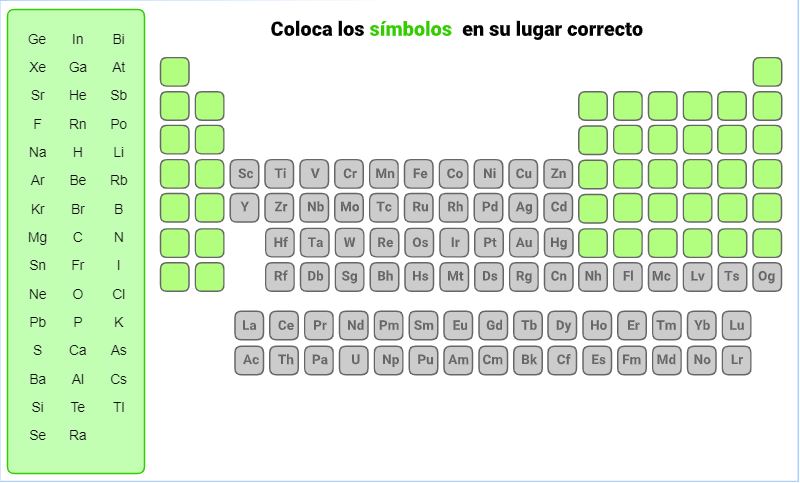 Coloca los símbolos en su lugar correcto
Ge In Bi
Xe Ga At
Sr He Sb
F Rn Po
Na H Li
Ar Be Rb
Kr Br B
Mg C N
Sn Fr I
Ne O Cl
Pb P K
S Ca As
Ba Al Cs
Si Te Tl
Se Ra
Sc Ti V Cr Mn Fe Co Ni Cu Zn
Y Zr Nb Mo Tc Ru Rh Pd Ag Cd
Hf Ta W Re Os Ir Pt Au Hg
Rf Db Sg Bh Hs Mt Ds Rg Cn Nh Fl Mc Lv Ts Og
La Ce Pr Nd Pm Sm Eu Gd Tb Dy Ho Er Tm Yb Lu
Ac Th Pa U Np Pu Am Cm Bk Cf Es Fm Md No Lr